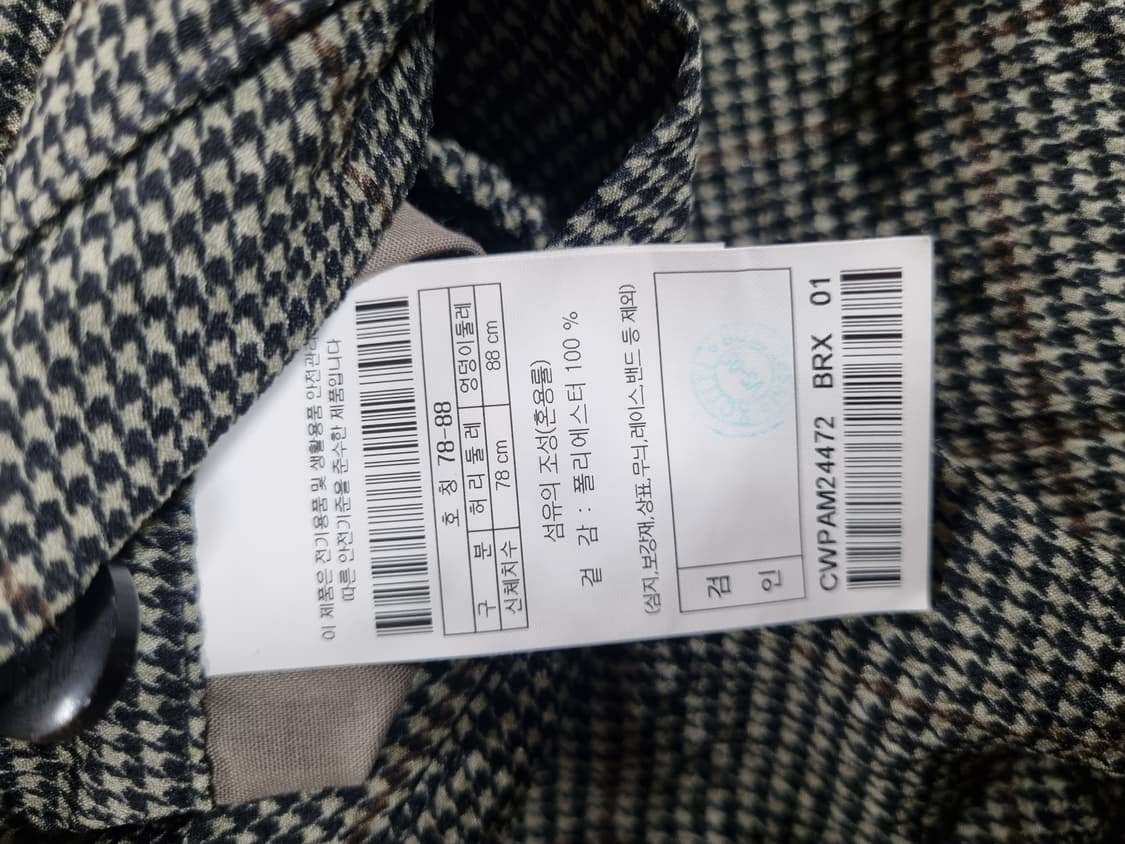 이 제품은 전기용품 및 생활용품 안전관
따른 안전기준을 준수한 제품입니다
호 칭 78-88
구 분 허리둘레 엉덩이둘레
신체치수 78 cm 88 cm
섬유의 조성(혼용률)
겉 감 : 폴리에스터 100 %
(심지,보강재,상표,무늬,레이스,밴드 등 제외)
검
인
CWPAM24472 BRX 01